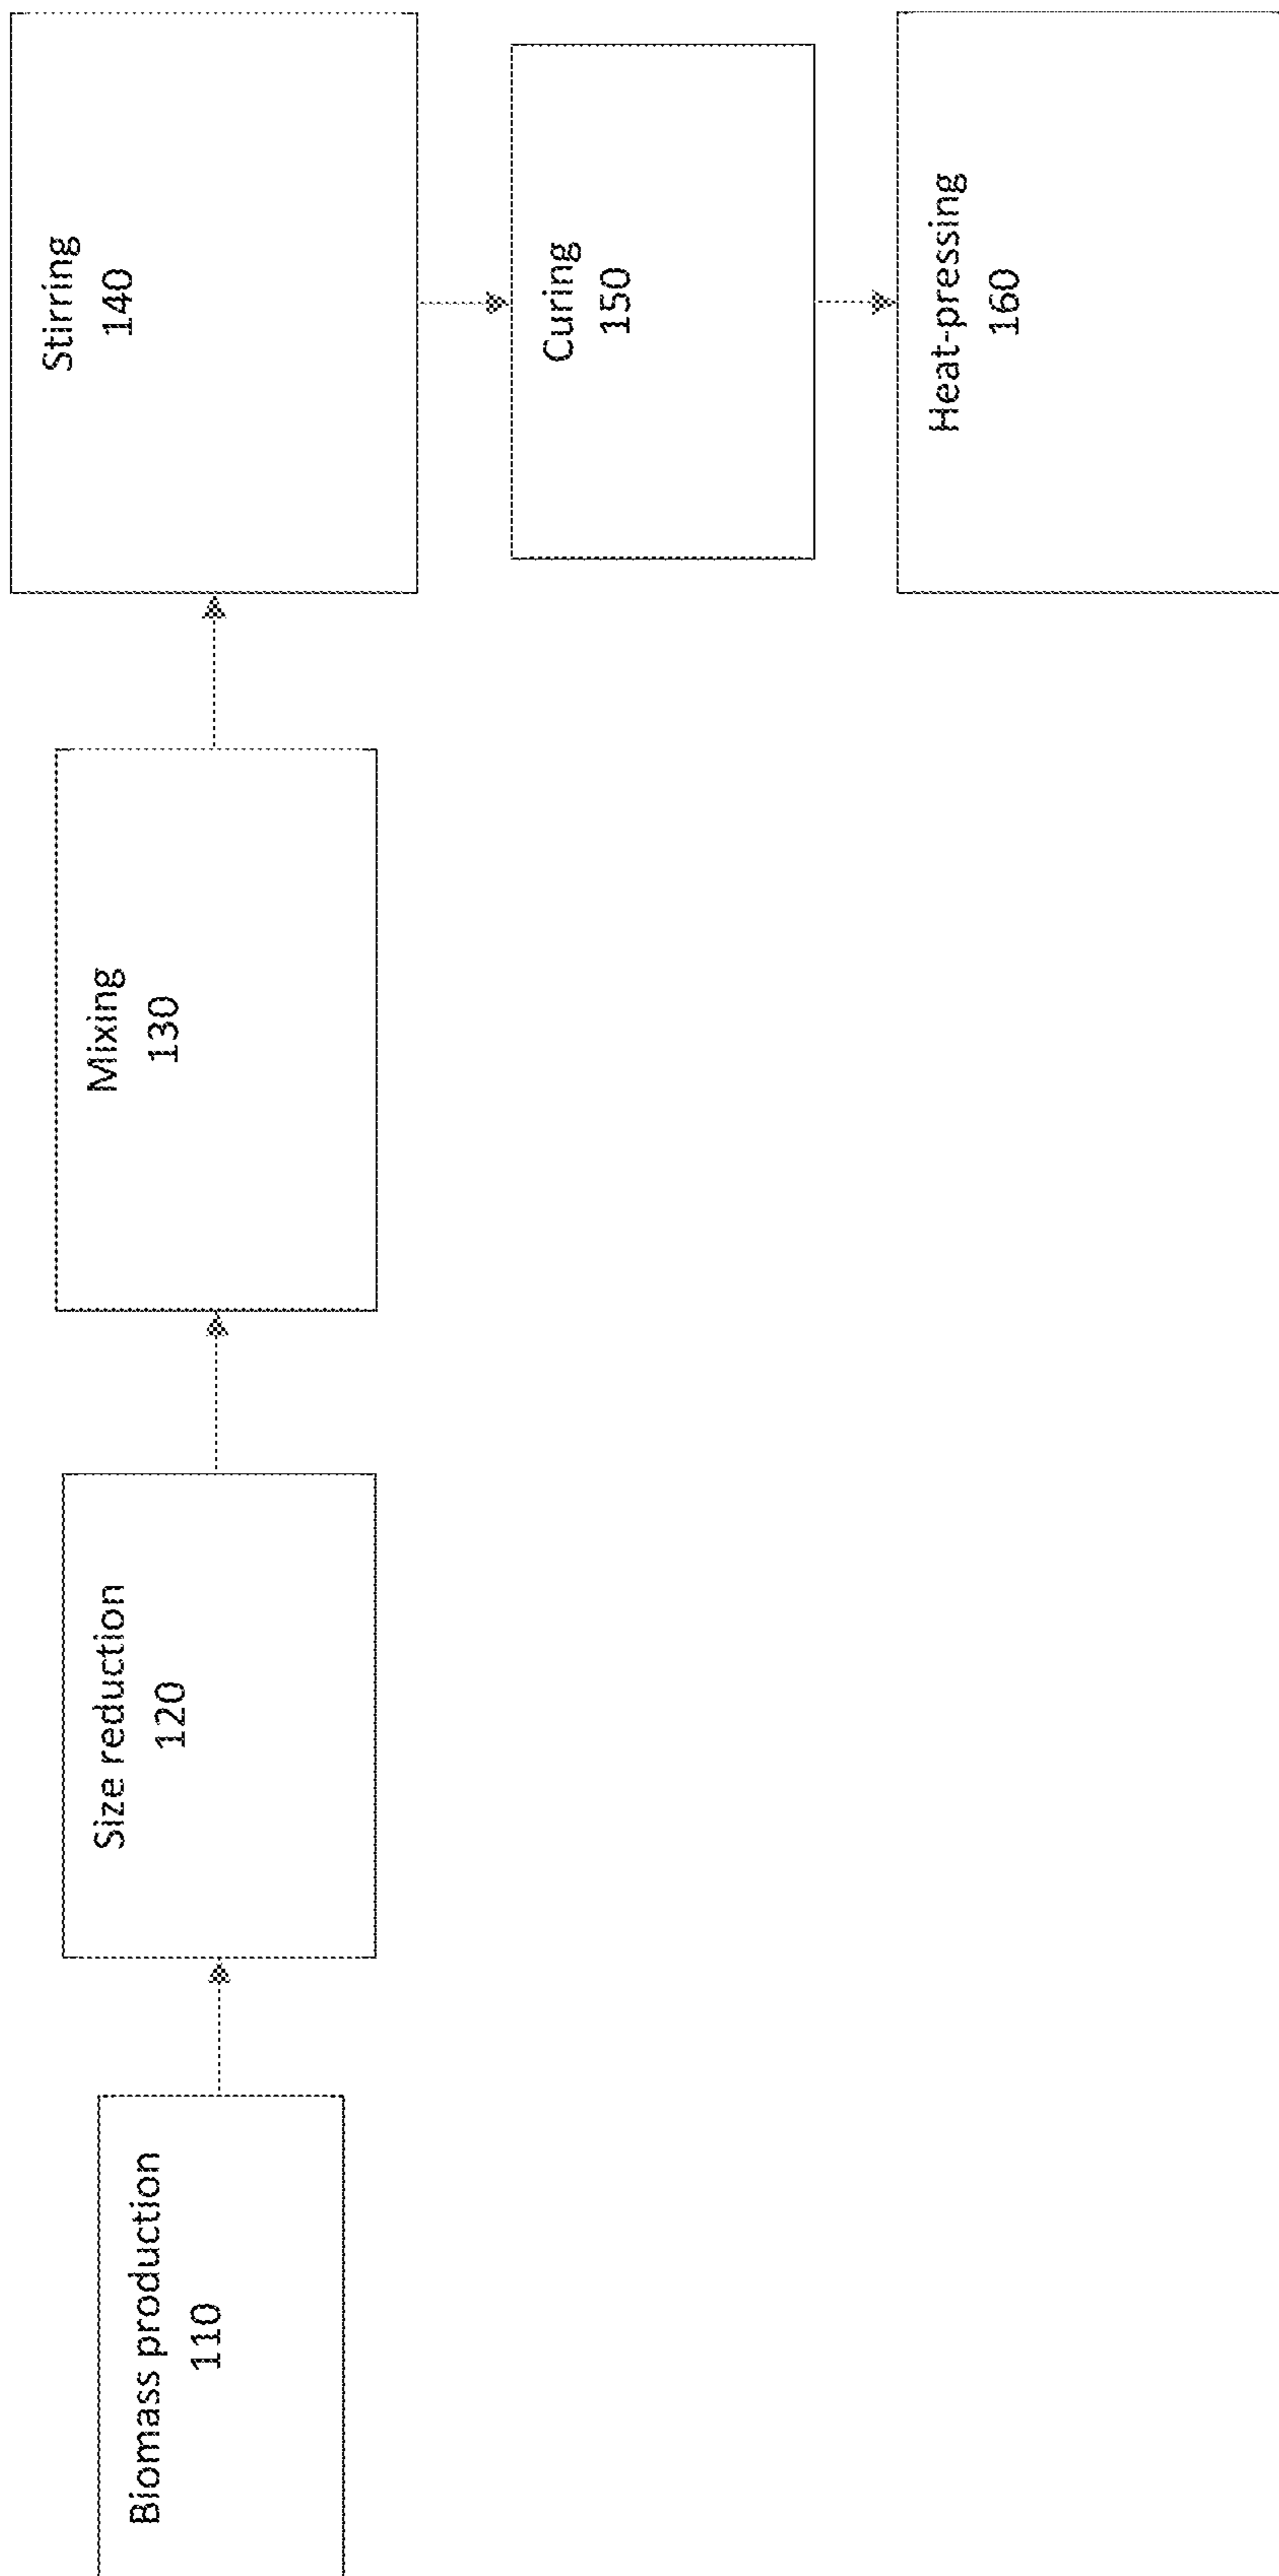 Biomass production
110
Size reduction
120
Mixing
130
Stirring
140
Curing
150
Heat-pressing
160